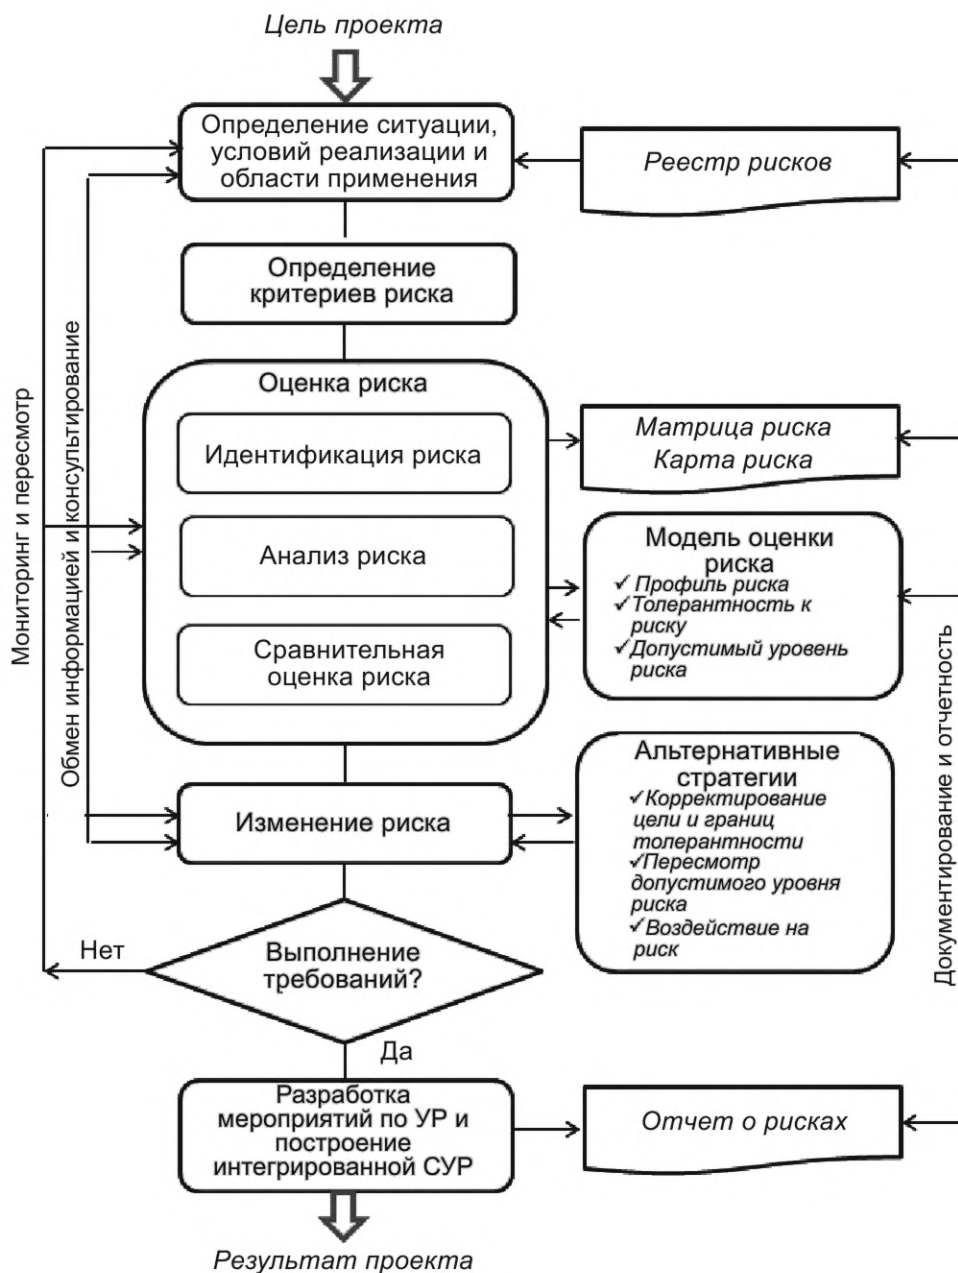 Цель проекта
Определение ситуации,
условий реализации и
области применения
Реестр рисков
Определение
критериев риска
Оценка риска
Идентификация риска
Анализ риска
Сравнительная
оценка риска
Матрица риска
Карта риска
Модель оценки
риска
✓ Профиль риска
✓ Толерантность к
риску
✓ Допустимый уровень
риска
Мониторинг и пересмотр
Обмен информацией и консультирование
Документирование и отчетность
Изменение риска
Альтернативные
стратегии
✓ Корректирование
цели и границ
толерантности
✓ Пересмотр
допустимого уровня
риска
✓ Воздействие на
риск
Нет
Выполнение
требований?
Да
Разработка
мероприятий по УР и
построение
интегрированной СУР
Отчет о рисках
Результат проекта